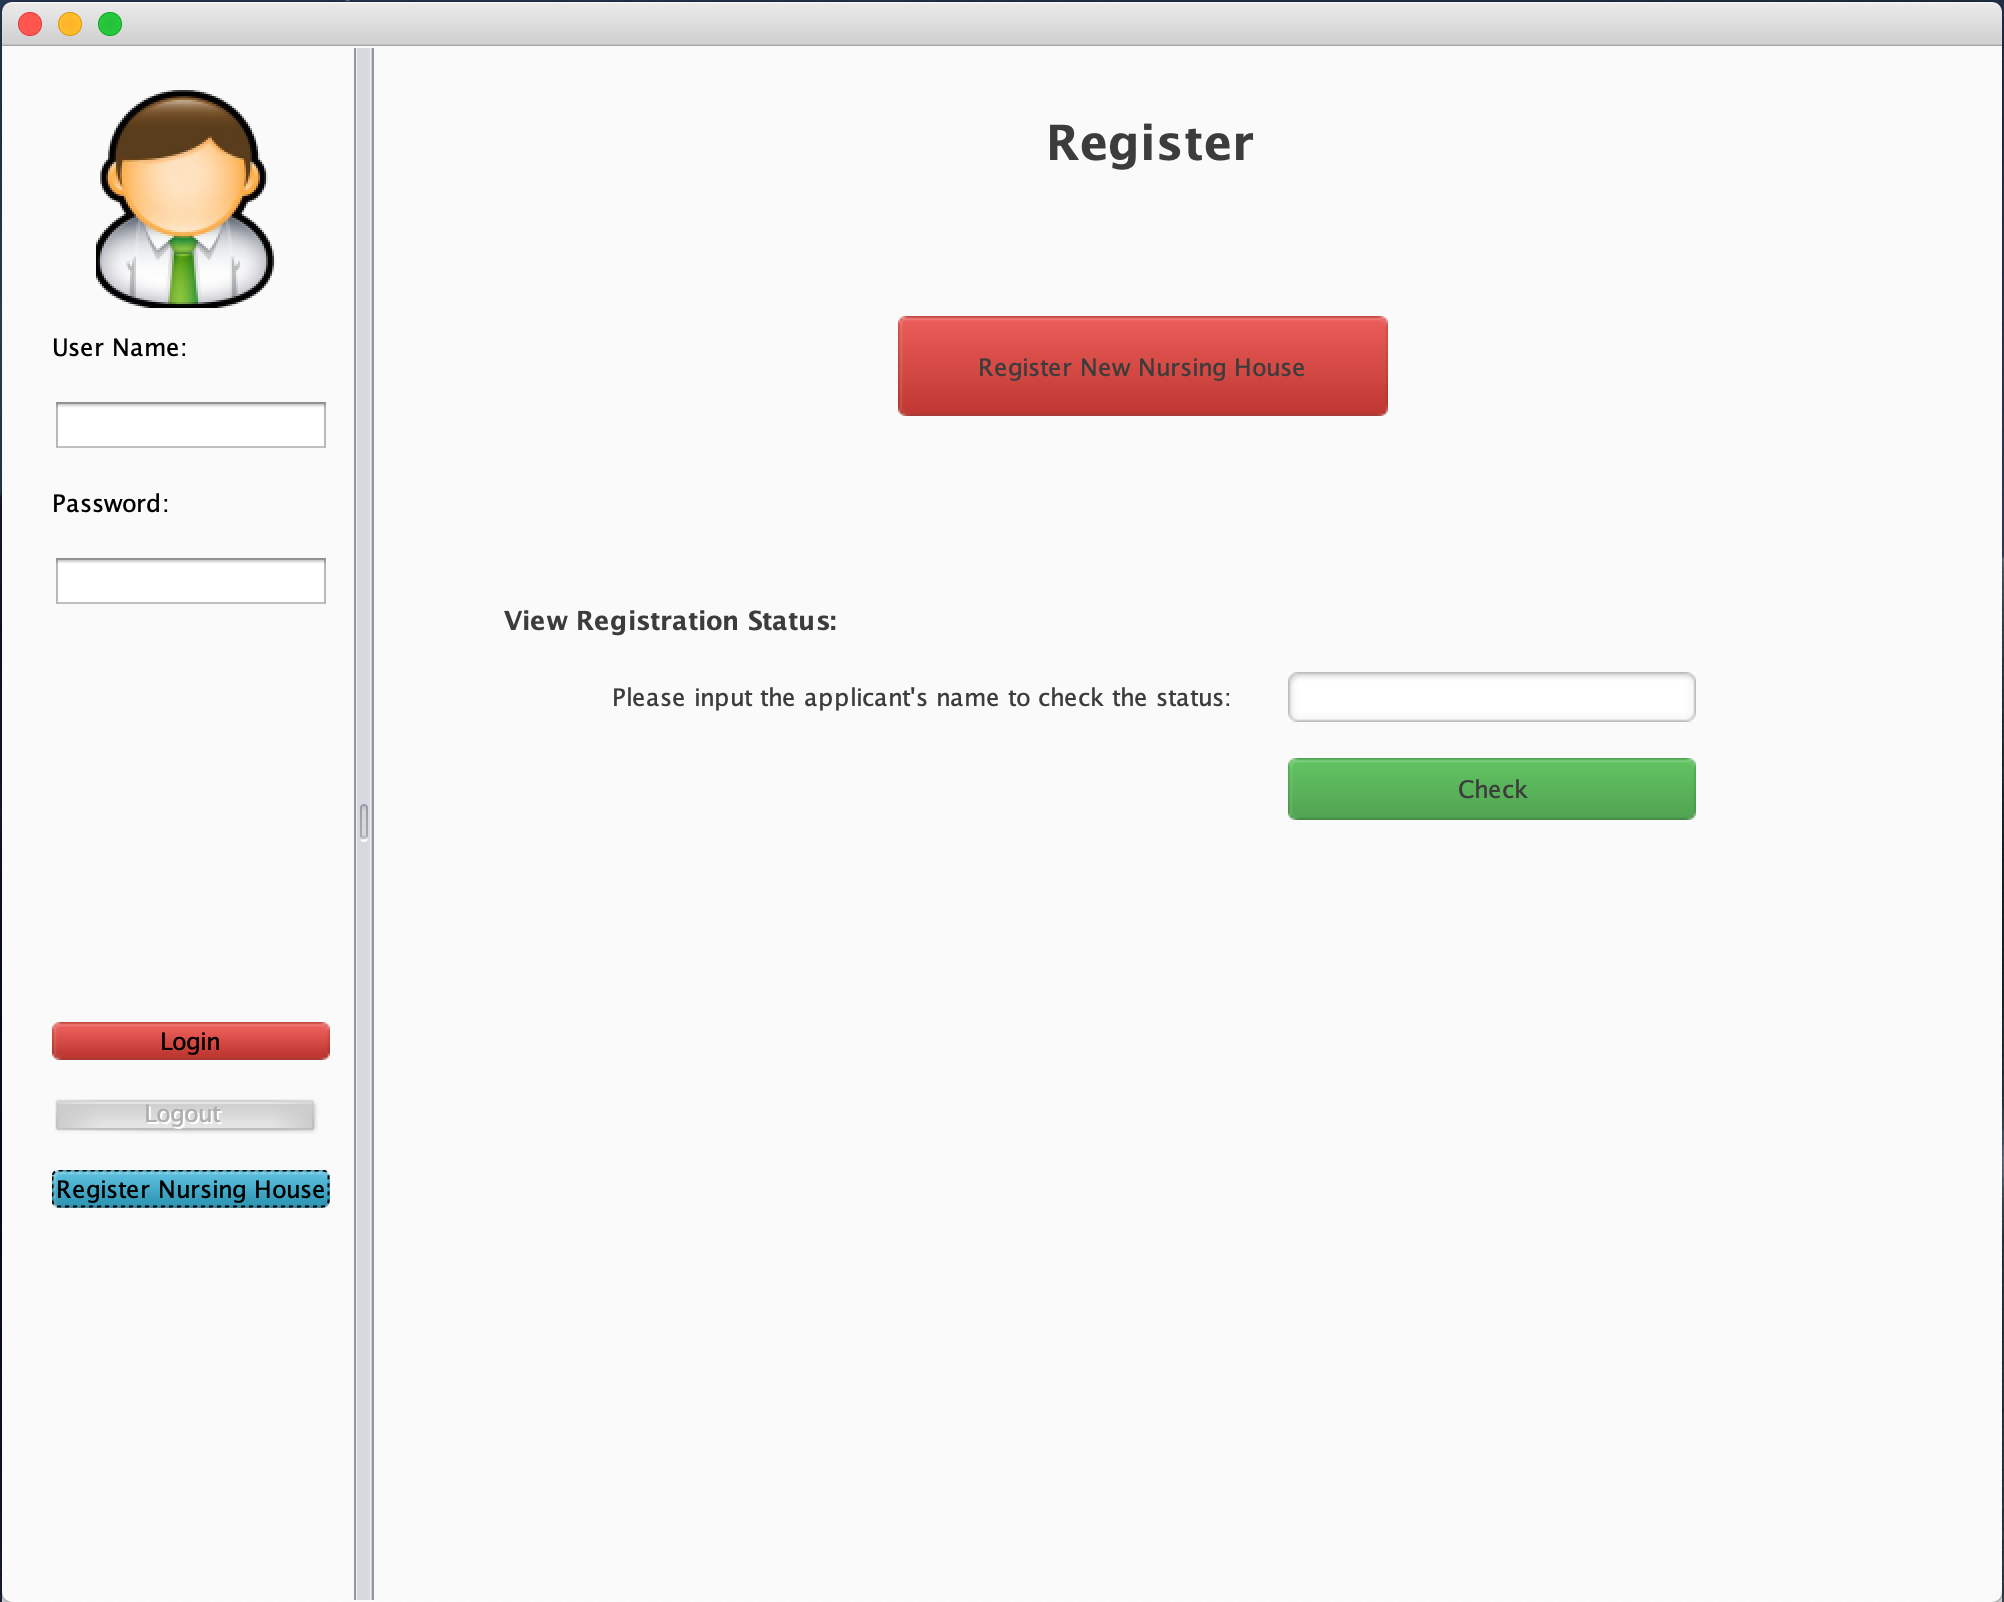 User Name:
Password:
Login
Logout
Register Nursing House
Register
Register New Nursing House
View Registration Status:
Please input the applicant's name to check the status:
Check